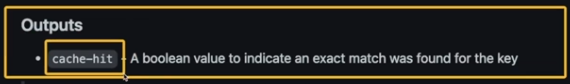 Outputs
• cache-hit - A boolean value to indicate an exact match was found for the key